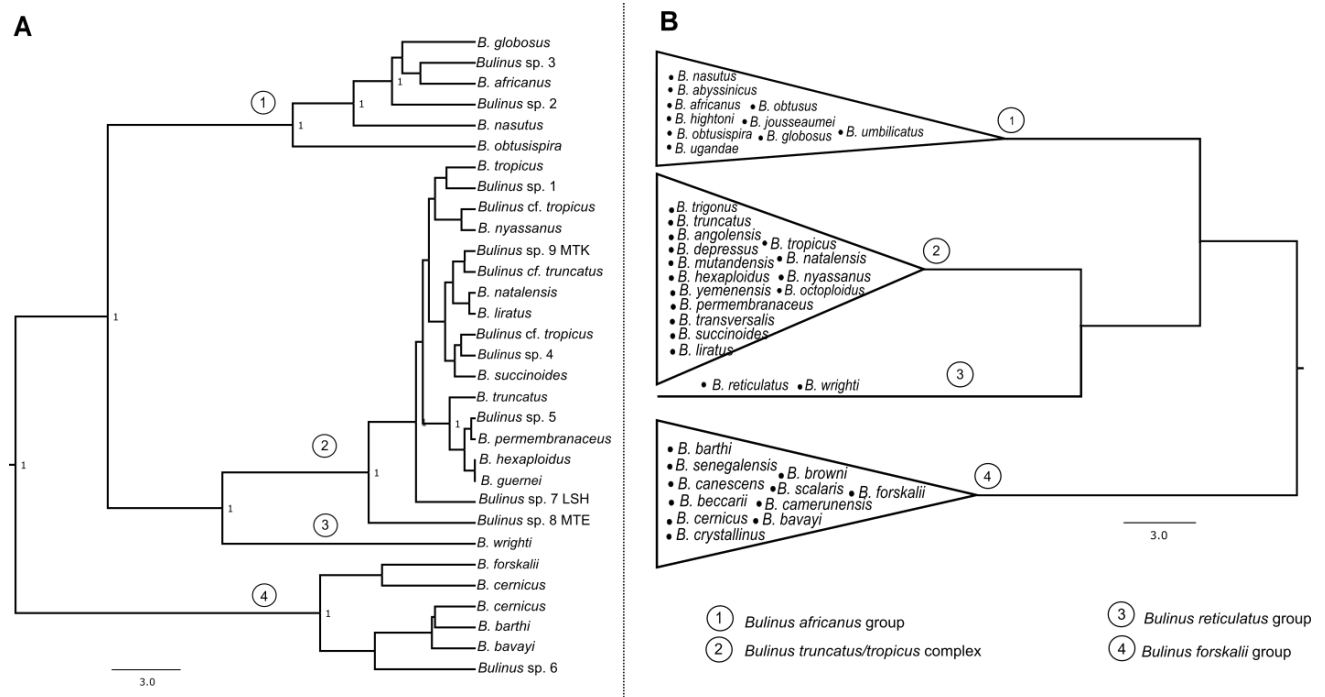 A
B. globosus
Bulinus sp. 3
B. africanus
1
Bulinus sp. 2
1
1
B. nasutus
1
B. obtusispira
B. tropicus
Bulinus sp. 1
Bulinus cf. tropicus
B. nyassanus
Bulinus sp. 9 MTK
Bulinus cf. truncatus
B. natalensis
B. liratus
1
Bulinus cf. tropicus
Bulinus sp. 4
B. succinoides
B. truncatus
Bulinus sp. 5
1
B. permembranaceus
2
B. hexaploidus
1
1
B. guernei
Bulinus sp. 7 LSH
1
Bulinus sp. 8 MTE
3
B. wrighti
B. forskalii
B. cernicus
4
1
B. cernicus
B. barthi
B. bavayi
Bulinus sp. 6
3.0
B
B. nasutus
B. abyssinicus
B. africanus
B. obtusus
B. hightoni
B. jousseaumei
B. obtusispira
B. globosus
B. umbilicatus
B. ugandae
1
B. trigonus
B. truncatus
B. angolensis
B. tropicus
B. depressus
B. natalensis
B. mutandensis
B. hexaploidus
B. nyassanus
B. yemenensis
B. octoploidus
B. permembranaceus
B. transversalis
B. succinoides
B. liratus
2
B. reticulatus
B. wrighti
3
B. barthi
B. senegalensis
B. browni
B. canescens
B. scalaris
B. forskalii
B. beccarii
B. camerunensis
B. cernicus
B. bavayi
B. crystallinus
4
3.0
1 Bulinus africanus group
2 Bulinus truncatus/tropicus complex
3 Bulinus reticulatus group
4 Bulinus forskalii group